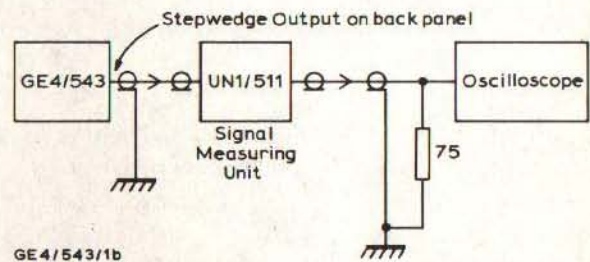 Stepwedge Output on back panel
GE4/543
UN1/511
Oscilloscope
Signal
Measuring
Unit
75
GE4/543/1b